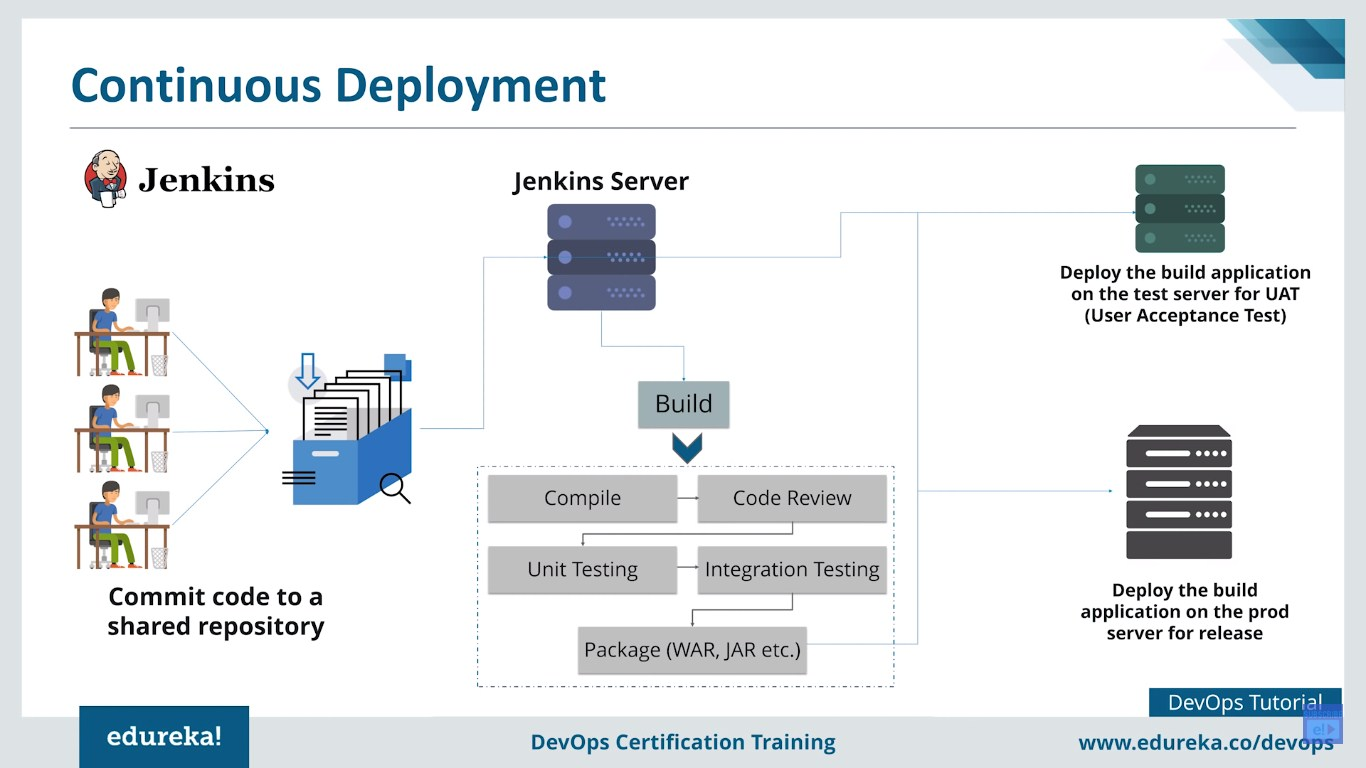 Continuous Deployment
Jenkins
Jenkins Server
Deploy the build application
on the test server for UAT
(User Acceptance Test)
Build
Compile
Code Review
Unit Testing
Integration Testing
Package (WAR, JAR etc.)
Commit code to a
shared repository
Deploy the build
application on the prod
server for release
DevOps Tutorial
edureka!
DevOps Certification Training
www.edureka.co/devops
e!